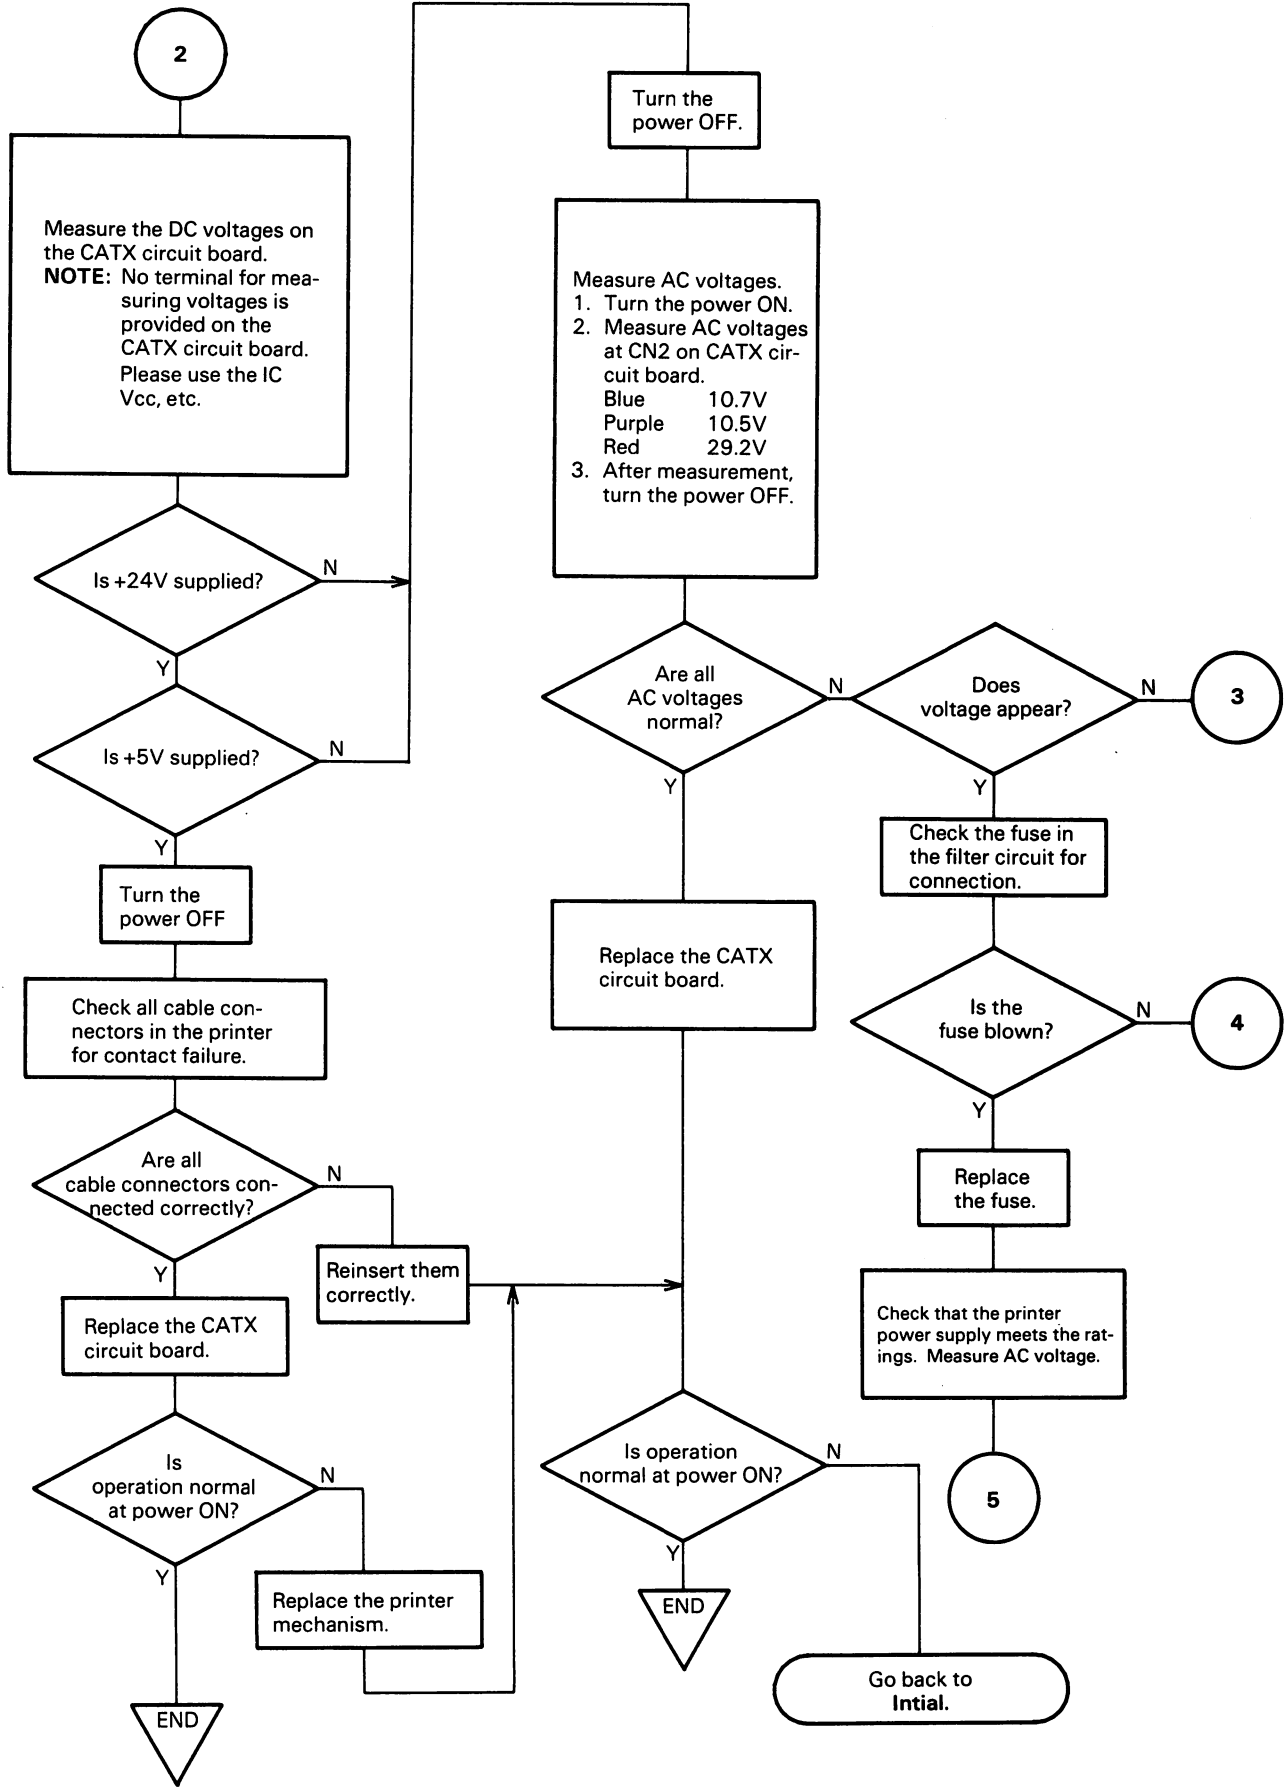 2
Measure the DC voltages on
the CATX circuit board.
NOTE: No terminal for mea-
suring voltages is
provided on the
CATX circuit board.
Please use the IC
Vcc, etc.
Is +24V supplied?
N
Y
Is +5V supplied?
N
Y
Turn the
power OFF
Check all cable con-
nectors in the printer
for contact failure.
Are all
cable connectors con-
nected correctly?
N
Y
Reinsert them
correctly.
Replace the CATX
circuit board.
Is
operation normal
at power ON?
N
Y
Replace the printer
mechanism.
END
Turn the
power OFF.
Measure AC voltages.
1. Turn the power ON.
2. Measure AC voltages
at CN2 on CATX cir-
cuit board.
Blue 10.7V
Purple 10.5V
Red 29.2V
3. After measurement,
turn the power OFF.
Are all
AC voltages
normal?
N
Y
Replace the CATX
circuit board.
Is operation
normal at power ON?
N
Y
END
Go back to
Intial.
Does
voltage appear?
N
3
Y
Check the fuse in
the filter circuit for
connection.
Is the
fuse blown?
N
4
Y
Replace
the fuse.
Check that the printer
power supply meets the rat-
ings. Measure AC voltage.
5